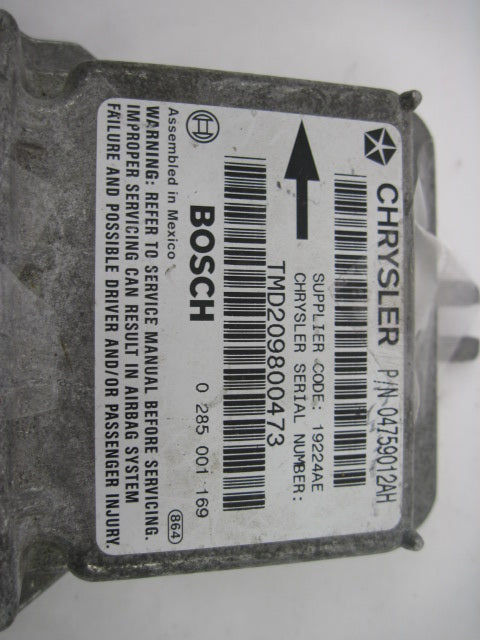 CHRYSLER P/N-04759012AH
SUPPLIER CODE: 19224AE
CHRYSLER SERIAL NUMBER:
TMD209800473
BOSCH 0 285 001 169
Assembled in Mexico 864
WARNING: REFER TO SERVICE MANUAL BEFORE SERVICING.
IMPROPER SERVICING CAN RESULT IN AIRBAG SYSTEM
FAILURE AND POSSIBLE DRIVER AND/OR PASSENGER INJURY.